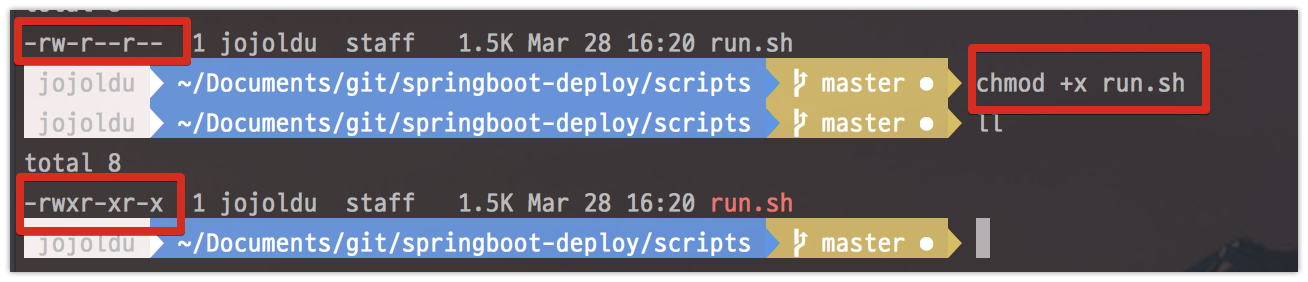 -rw-r--r-- 1 jojoldu staff 1.5K Mar 28 16:20 run.sh
jojoldu ~/Documents/git/springboot-deploy/scripts master ● chmod +x run.sh
jojoldu ~/Documents/git/springboot-deploy/scripts master ● ll
total 8
-rwxr-xr-x 1 jojoldu staff 1.5K Mar 28 16:20 run.sh
jojoldu ~/Documents/git/springboot-deploy/scripts master ●